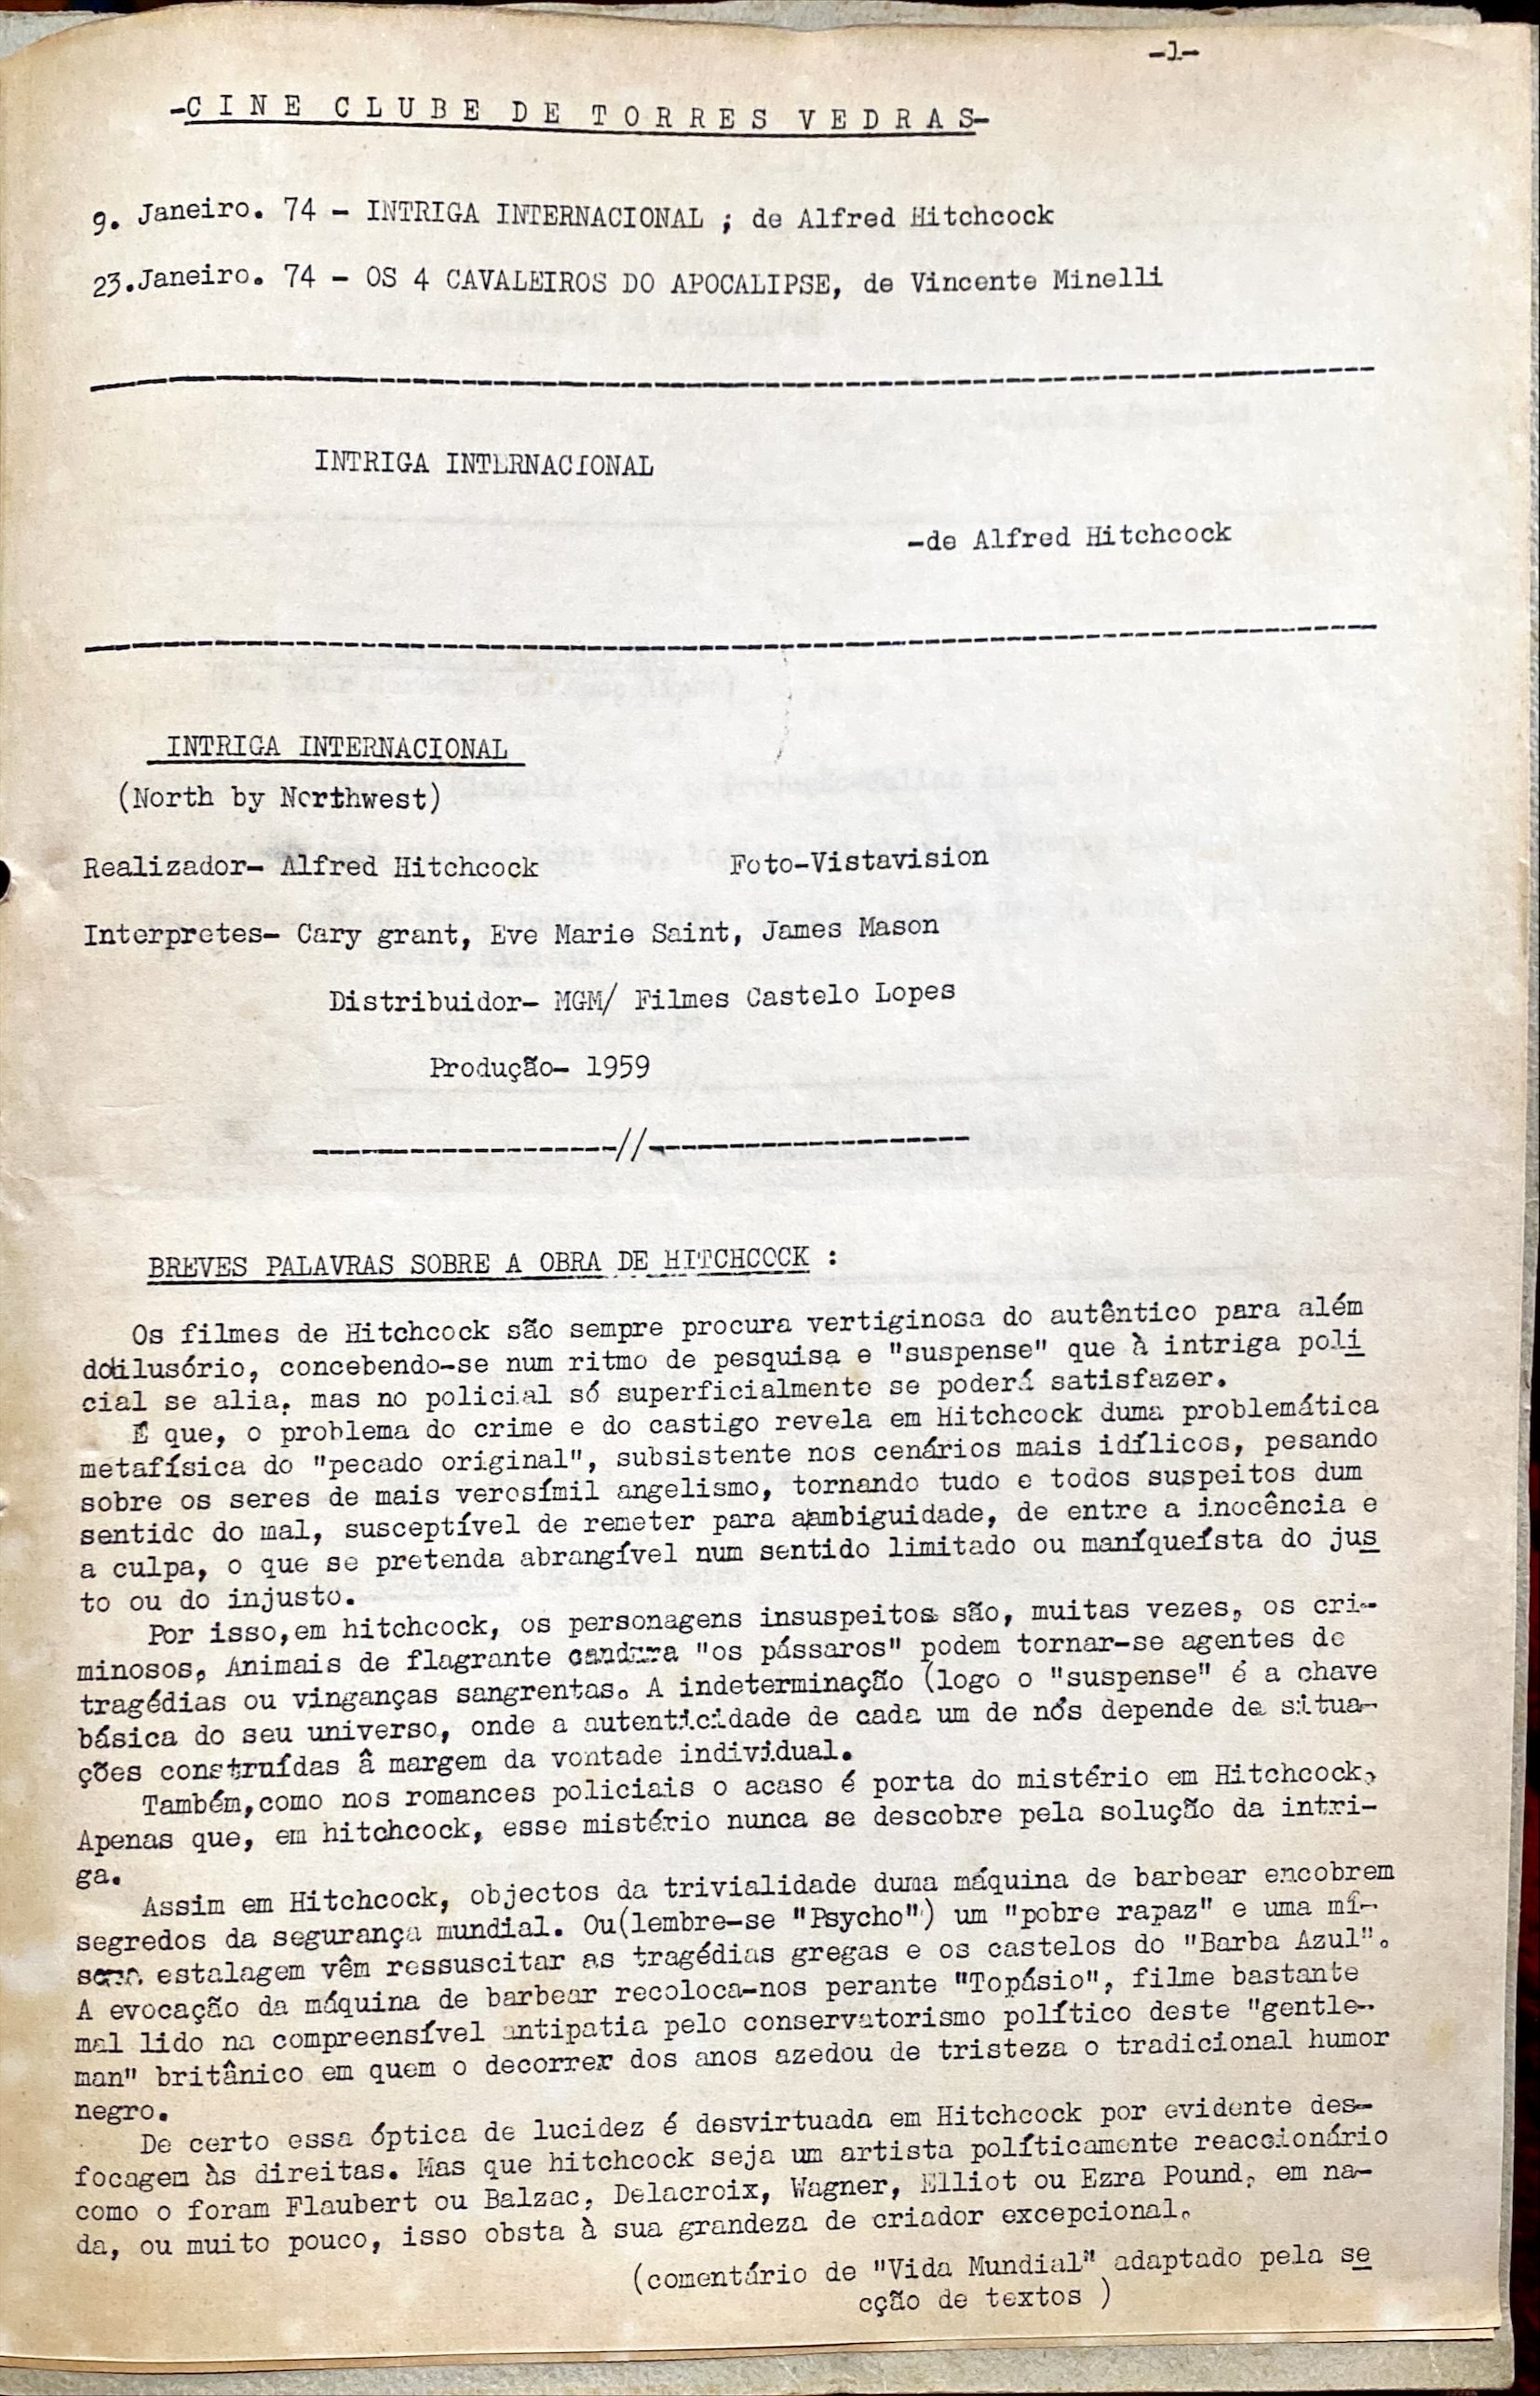 -1-
-C I N E  C L U B E  D E  T O R R E S  V E D R A S-
9. Janeiro. 74 - INTRIGA INTERNACIONAL ; de Alfred Hitchcock
23.Janeiro. 74 - OS 4 CAVALEIROS DO APOCALIPSE, de Vincente Minelli
INTRIGA INTERNACIONAL
-de Alfred Hitchcock
INTRIGA INTERNACIONAL
(North by Northwest)
Realizador- Alfred Hitchcock Foto-Vistavision
Interpretes- Cary grant, Eve Marie Saint, James Mason
Distribuidor- MGM/ Filmes Castelo Lopes
Produção- 1959
-------------------//--------------------
BREVES PALAVRAS SOBRE A OBRA DE HITCHCOCK :
Os filmes de Hitchcock são sempre procura vertiginosa do autêntico para além
do ilusório, concebendo-se num ritmo de pesquisa e "suspense" que à intriga poli
cial se alia, mas no policial só superficialmente se poderá satisfazer.
É que, o problema do crime e do castigo revela em Hitchcock duma problemática
metafísica do "pecado original", subsistente nos cenários mais idílicos, pesando
sobre os seres de mais verosímil angelismo, tornando tudo e todos suspeitos dum
sentido do mal, susceptível de remeter para a ambiguidade, de entre a inocência e
a culpa, o que se pretenda abrangível num sentido limitado ou maníqueísta do jus
to ou do injusto.
Por isso,em hitchcock, os personagens insuspeitos são, muitas vezes, os cri-
minosos, Animais de flagrante candura "os pássaros" podem tornar-se agentes de
tragédias ou vinganças sangrentas. A indeterminação (logo o "suspense" é a chave
básica do seu universo, onde a autenticidade de cada um de nós depende de situa-
ções construídas â margem da vontade individual.
Também,como nos romances policiais o acaso é porta do mistério em Hitchcock,
Apenas que, em hitchcock, esse mistério nunca se descobre pela solução da intri-
ga.
Assim em Hitchcock, objectos da trivialidade duma máquina de barbear encobrem
segredos da segurança mundial. Ou(lembre-se "Psycho") um "pobre rapaz" e uma mí-
sera estalagem vêm ressuscitar as tragédias gregas e os castelos do "Barba Azul".
A evocação da máquina de barbear recoloca-nos perante "Topásio", filme bastante
mal lido na compreensível antipatia pelo conservatorismo político deste "gentle-
man" britânico em quem o decorrer dos anos azedou de tristeza o tradicional humor
negro.
De certo essa óptica de lucidez é desvirtuada em Hitchcock por evidente des-
focagem às direitas. Mas que hitchcock seja um artista políticamente reaccionário
como o foram Flaubert ou Balzac, Delacroix, Wagner, Elliot ou Ezra Pound, em na-
da, ou muito pouco, isso obsta à sua grandeza de criador excepcional.
(comentário de "Vida Mundial" adaptado pela se
cção de textos )